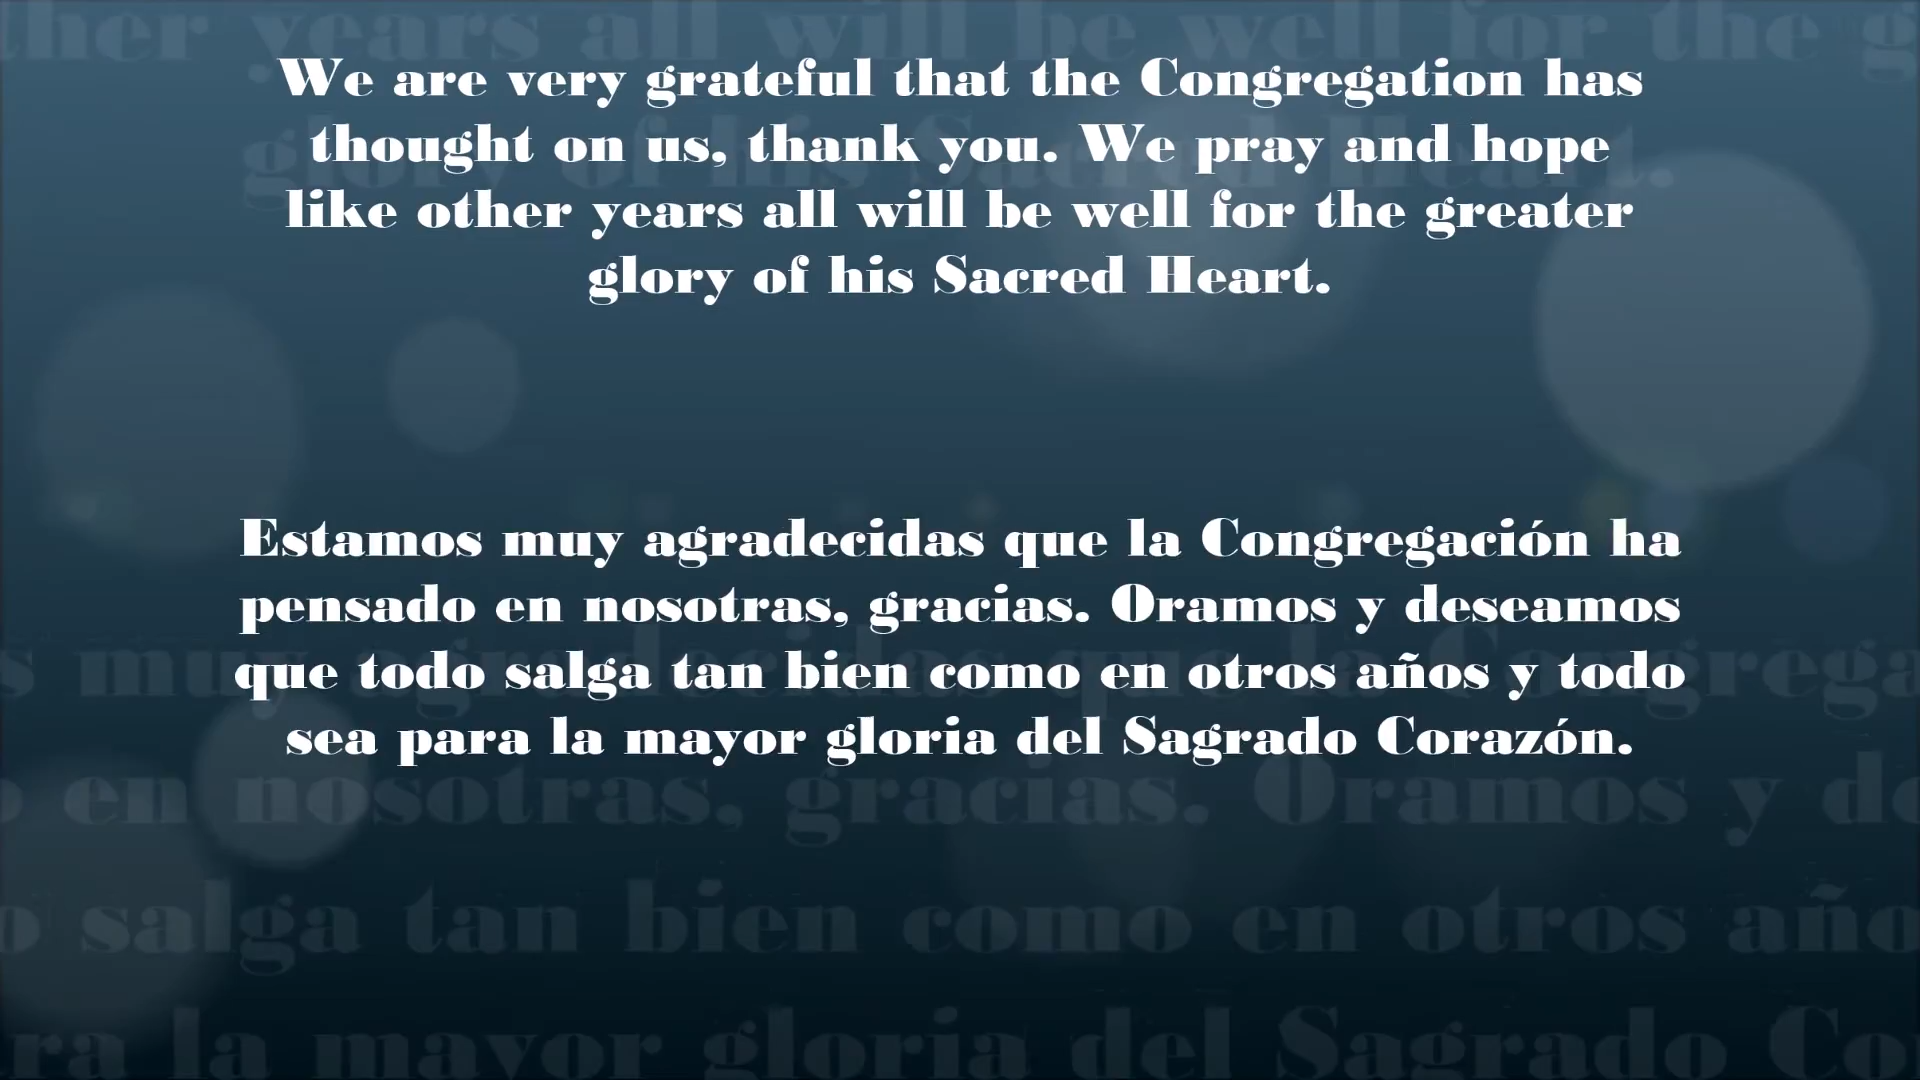 We are very grateful that the Congregation has
thought on us, thank you. We pray and hope
like other years all will be well for the greater
glory of his Sacred Heart.
Estamos muy agradecidas que la Congregación ha
pensado en nosotras, gracias. Oramos y deseamos
que todo salga tan bien como en otros años y todo
sea para la mayor gloria del Sagrado Corazón.